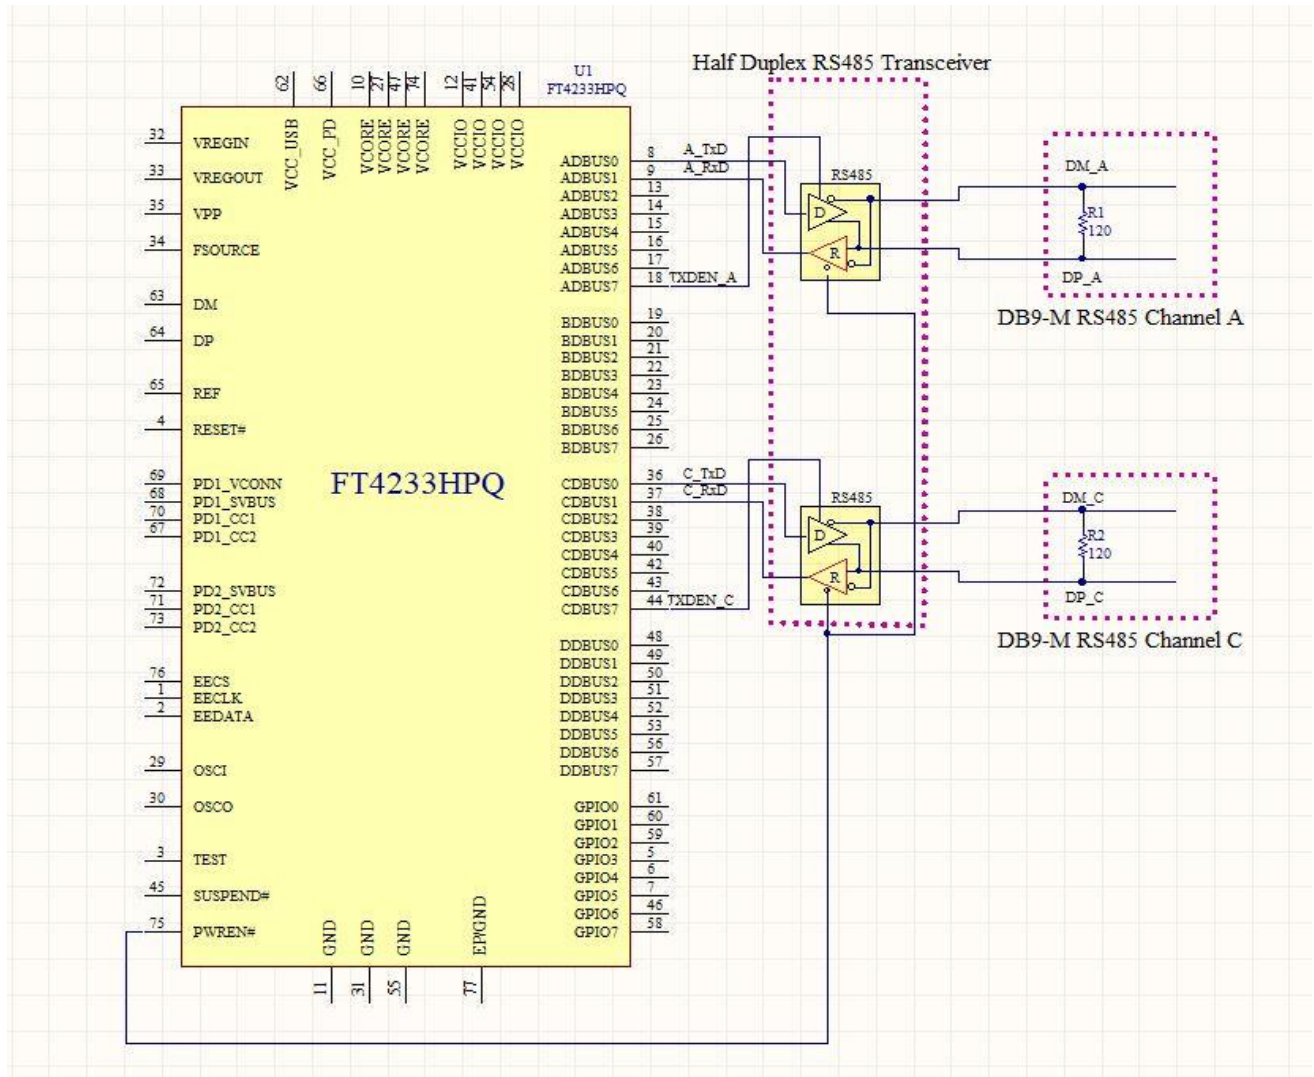 Half Duplex RS485 Transceiver
U1
FT4233HPQ
62 66 10 27 47 74 12 41 54 28
VCC_USB VCC_PD VCORE VCORE VCORE VCORE VCCIO VCCIO VCCIO VCCIO
32 VREGIN
33 VREGOUT
35 VPP
34 FSOURCE
63 DM
64 DP
65 REF
4 RESET#
69 PD1_VCONN
68 PD1_SVBUS
70 PD1_CC1
67 PD1_CC2
72 PD2_SVBUS
71 PD2_CC1
73 PD2_CC2
76 EECS
1 EECLK
2 EEDATA
29 OSCI
30 OSCO
3 TEST
45 SUSPEND#
75 PWREN#
FT4233HPQ
GND GND GND EP/GND
11 31 55 77
ADBUS0 8 A_TxD
ADBUS1 9 A_RxD
ADBUS2 13
ADBUS3 14
ADBUS4 15
ADBUS5 16
ADBUS6 17
ADBUS7 18 TXDEN_A
BDBUS0 19
BDBUS1 20
BDBUS2 21
BDBUS3 22
BDBUS4 23
BDBUS5 24
BDBUS6 25
BDBUS7 26
CDBUS0 36 C_TxD
CDBUS1 37 C_RxD
CDBUS2 38
CDBUS3 39
CDBUS4 40
CDBUS5 42
CDBUS6 43
CDBUS7 44 TXDEN_C
DDBUS0 48
DDBUS1 49
DDBUS2 50
DDBUS3 51
DDBUS4 52
DDBUS5 53
DDBUS6 56
DDBUS7 57
GPIO0 61
GPIO1 60
GPIO2 59
GPIO3 5
GPIO4 6
GPIO5 7
GPIO6 46
GPIO7 58
RS485
D
R
DM_A
R1
120
DP_A
DB9-M RS485 Channel A
RS485
D
R
DM_C
R2
120
DP_C
DB9-M RS485 Channel C